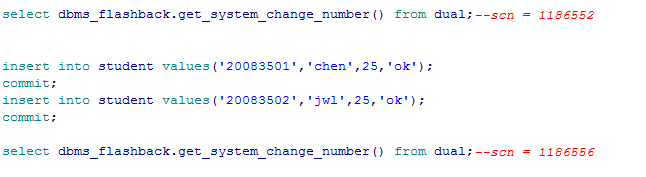 select dbms_flashback.get_system_change_number() from dual;--scn = 1186552
insert into student values('20083501','chen',25,'ok');
commit;
insert into student values('20083502','jwl',25,'ok');
commit;
select dbms_flashback.get_system_change_number() from dual;--scn = 1186556